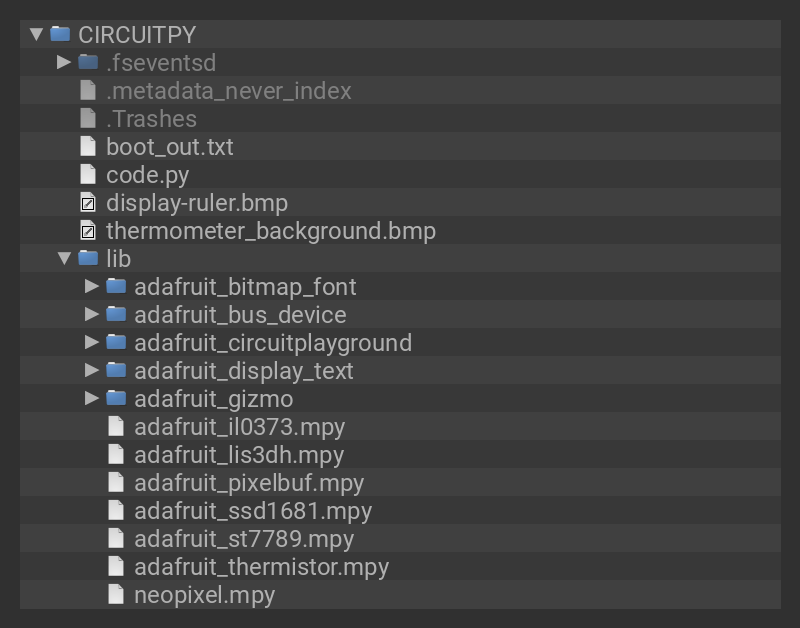 CIRCUITPY
.fseventsd
.metadata_never_index
.Trashes
boot_out.txt
code.py
display-ruler.bmp
thermometer_background.bmp
lib
adafruit_bitmap_font
adafruit_bus_device
adafruit_circuitplayground
adafruit_display_text
adafruit_gizmo
adafruit_il0373.mpy
adafruit_lis3dh.mpy
adafruit_pixelbuf.mpy
adafruit_ssd1681.mpy
adafruit_st7789.mpy
adafruit_thermistor.mpy
neopixel.mpy